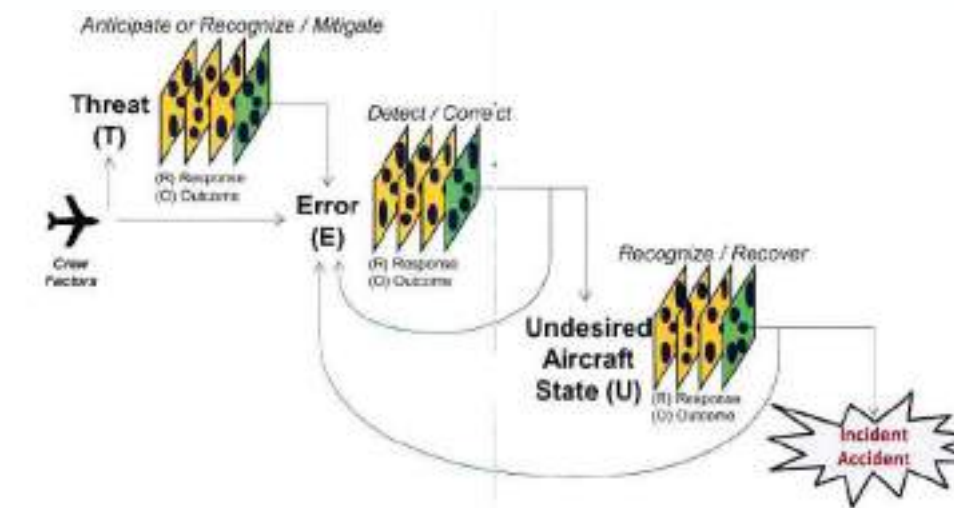 Anticipate or Recognize / Mitigate
Threat
(T)
(R) Response
(O) Outcome
Crew
Factors
Detect / Correct
Error
(E)
(R) Response
(O) Outcome
Recognize / Recover
Undesired
Aircraft
State (U)
(R) Response
(O) Outcome
Incident
Accident